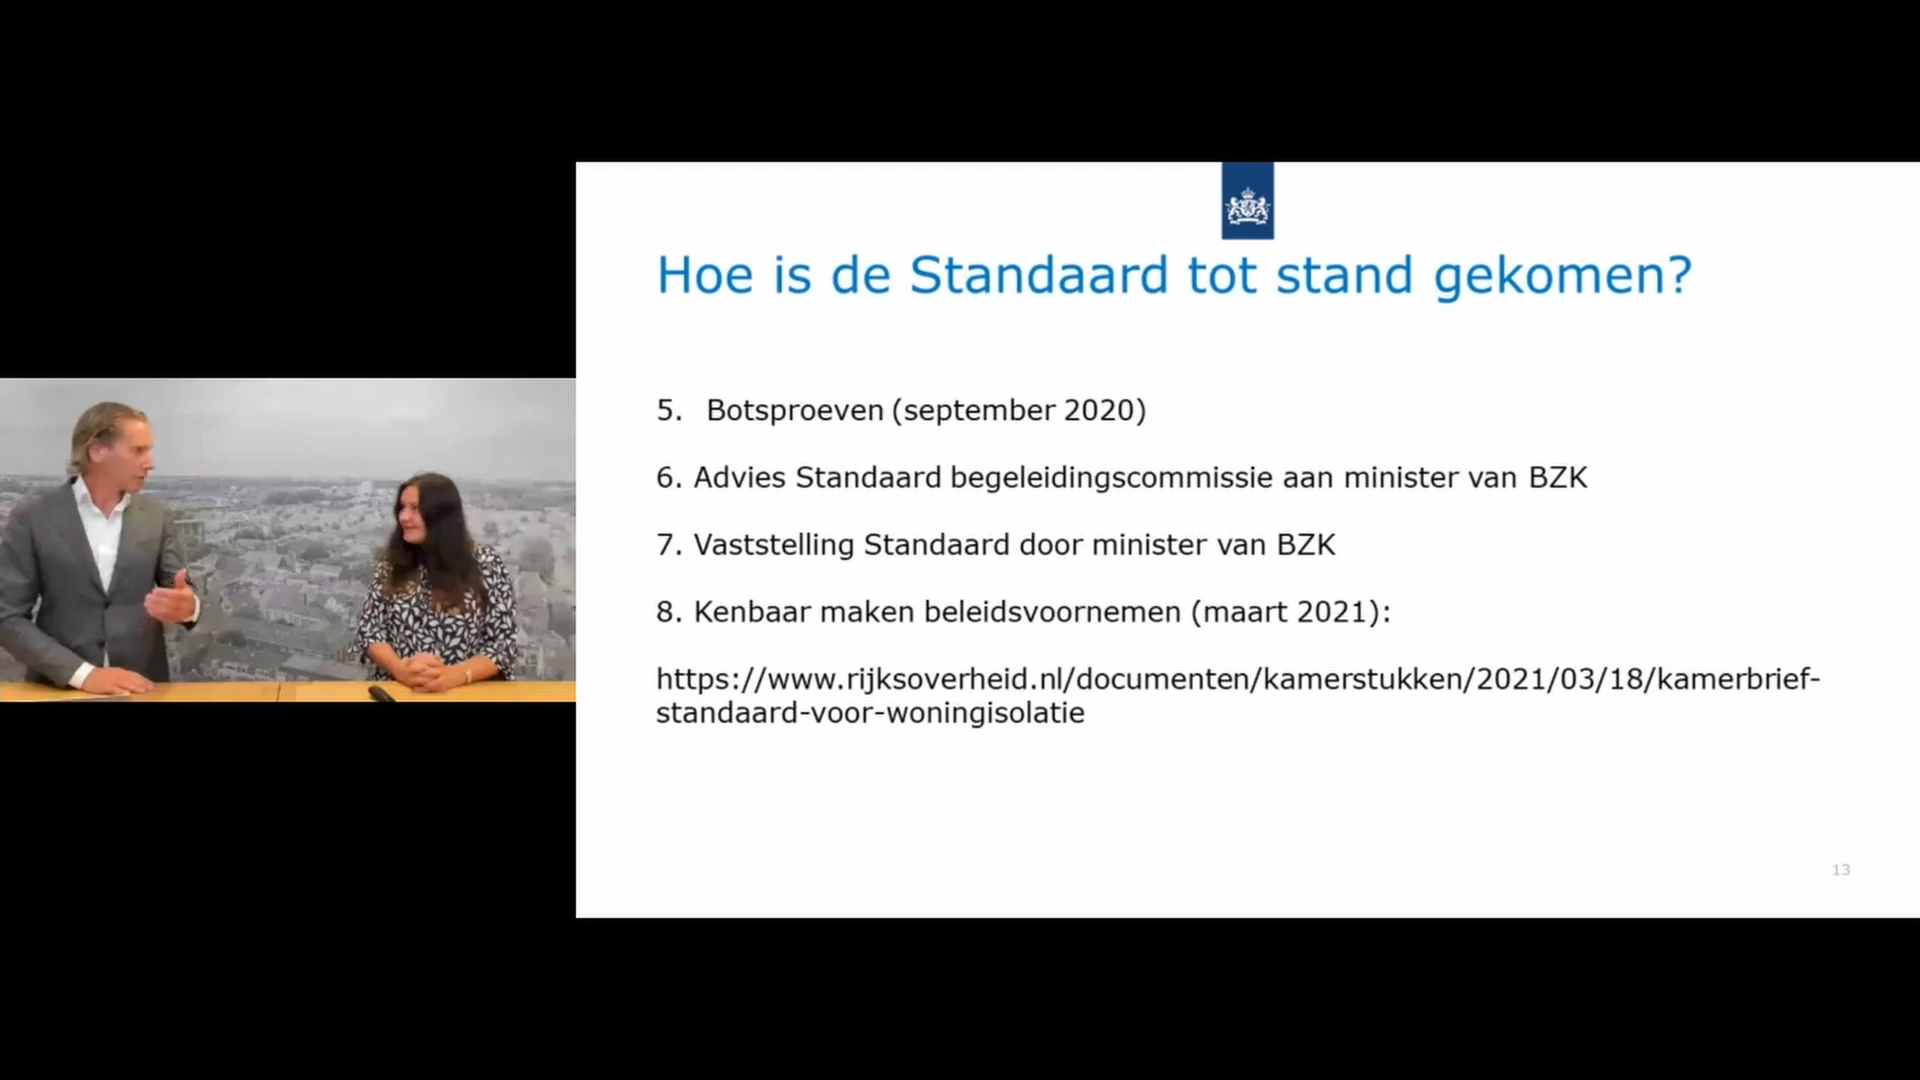 Hoe is de Standaard tot stand gekomen?
5. Botsproeven (september 2020)
6. Advies Standaard begeleidingscommissie aan minister van BZK
7. Vaststelling Standaard door minister van BZK
8. Kenbaar maken beleidsvoornemen (maart 2021):
https://www.rijksoverheid.nl/documenten/kamerstukken/2021/03/18/kamerbrief-
standaard-voor-woningisolatie
13